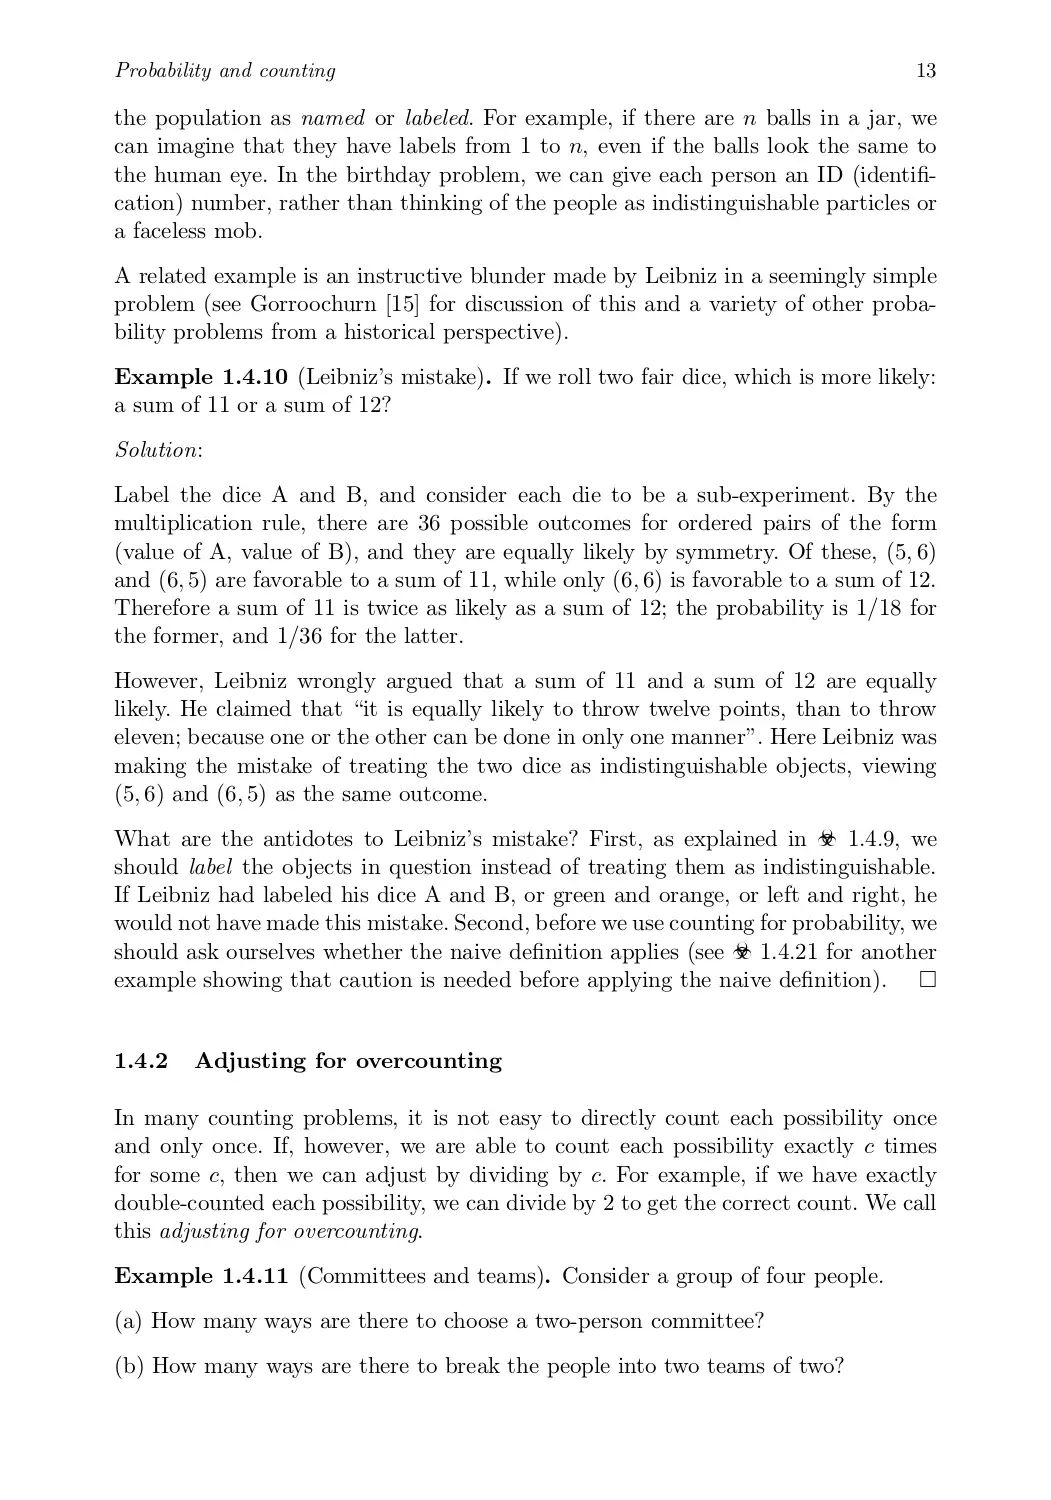 Probability and counting 13
the population as named or labeled. For example, if there are n balls in a jar, we
can imagine that they have labels from 1 to n, even if the balls look the same to
the human eye. In the birthday problem, we can give each person an ID (identifi-
cation) number, rather than thinking of the people as indistinguishable particles or
a faceless mob.
A related example is an instructive blunder made by Leibniz in a seemingly simple
problem (see Gorroochurn [15] for discussion of this and a variety of other proba-
bility problems from a historical perspective).
Example 1.4.10 (Leibniz's mistake). If we roll two fair dice, which is more likely:
a sum of 11 or a sum of 12?
Solution:
Label the dice A and B, and consider each die to be a sub-experiment. By the
multiplication rule, there are 36 possible outcomes for ordered pairs of the form
(value of A, value of B), and they are equally likely by symmetry. Of these, (5, 6)
and (6, 5) are favorable to a sum of 11, while only (6, 6) is favorable to a sum of 12.
Therefore a sum of 11 is twice as likely as a sum of 12; the probability is 1/18 for
the former, and 1/36 for the latter.
However, Leibniz wrongly argued that a sum of 11 and a sum of 12 are equally
likely. He claimed that “it is equally likely to throw twelve points, than to throw
eleven; because one or the other can be done in only one manner”. Here Leibniz was
making the mistake of treating the two dice as indistinguishable objects, viewing
(5, 6) and (6, 5) as the same outcome.
What are the antidotes to Leibniz's mistake? First, as explained in ☣ 1.4.9, we
should label the objects in question instead of treating them as indistinguishable.
If Leibniz had labeled his dice A and B, or green and orange, or left and right, he
would not have made this mistake. Second, before we use counting for probability, we
should ask ourselves whether the naive definition applies (see ☣ 1.4.21 for another
example showing that caution is needed before applying the naive definition). □
1.4.2 Adjusting for overcounting
In many counting problems, it is not easy to directly count each possibility once
and only once. If, however, we are able to count each possibility exactly c times
for some c, then we can adjust by dividing by c. For example, if we have exactly
double-counted each possibility, we can divide by 2 to get the correct count. We call
this adjusting for overcounting.
Example 1.4.11 (Committees and teams). Consider a group of four people.
(a) How many ways are there to choose a two-person committee?
(b) How many ways are there to break the people into two teams of two?